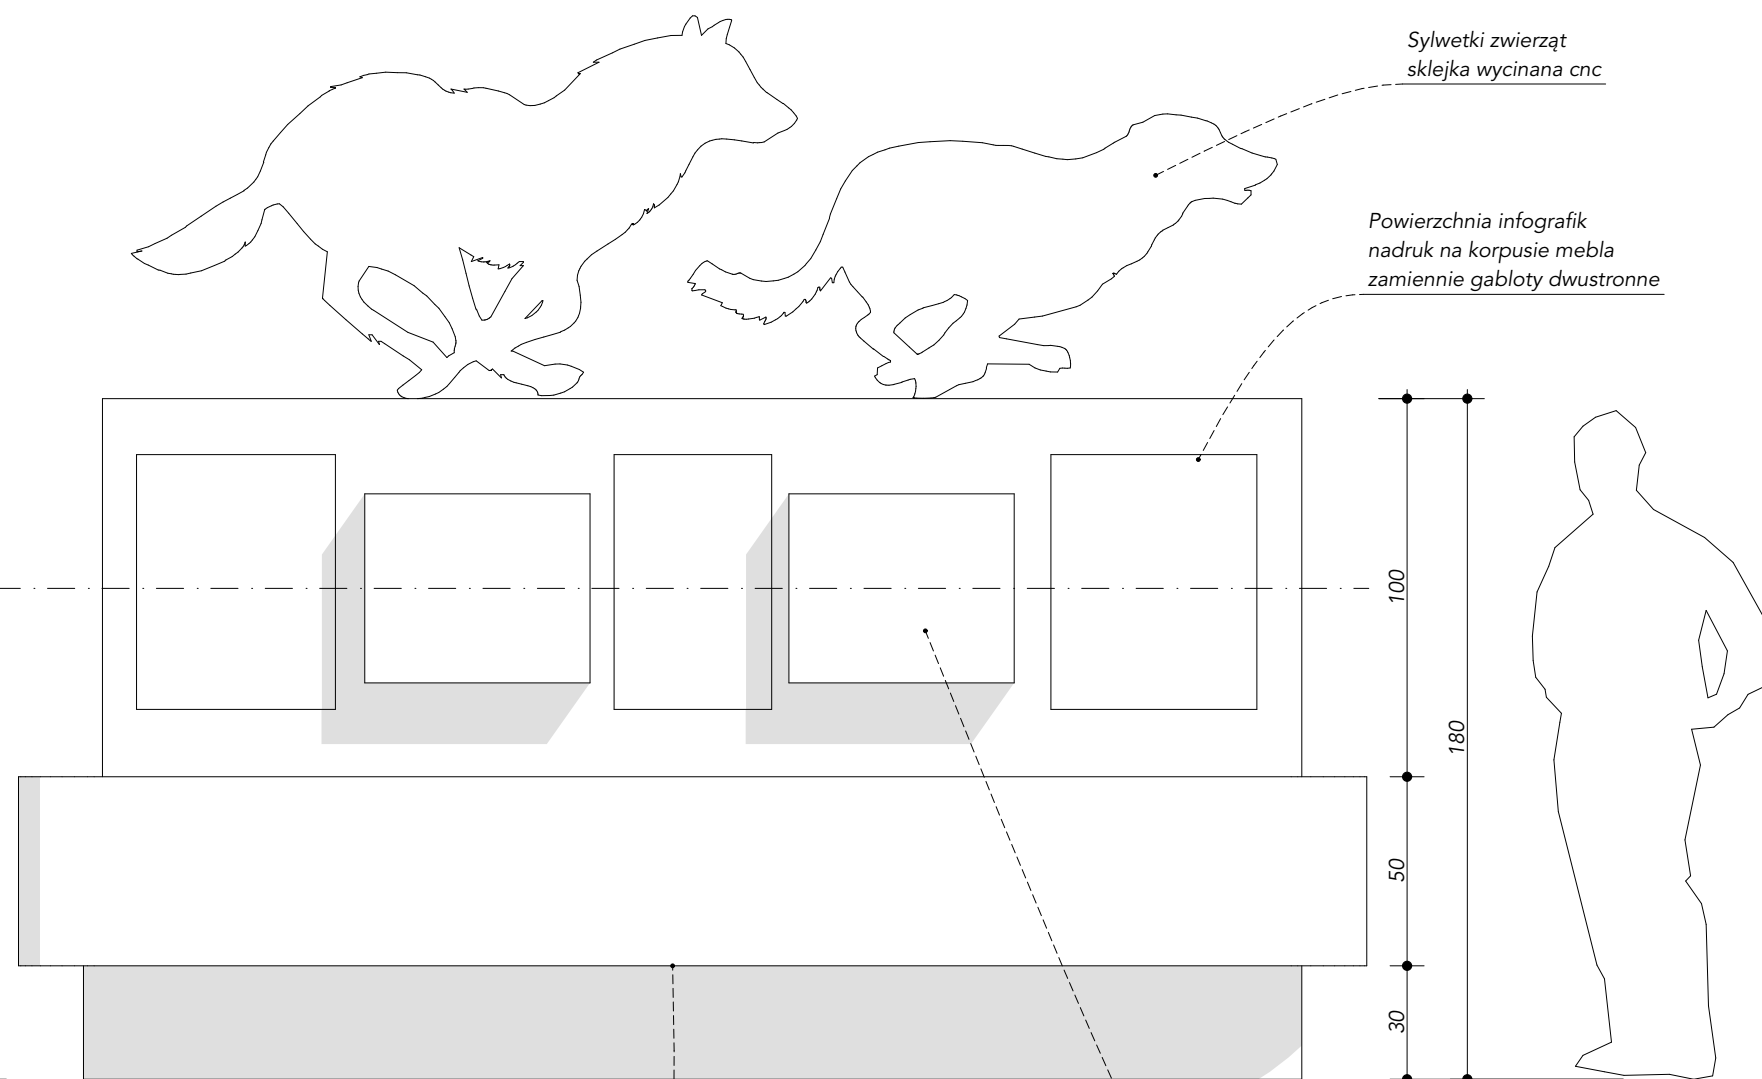 Sylwetki zwierząt
sklejka wycinana cnc
Powierzchnia infografik
nadruk na korpusie mebla
zamiennie gabloty dwustronne
100
180
50
30